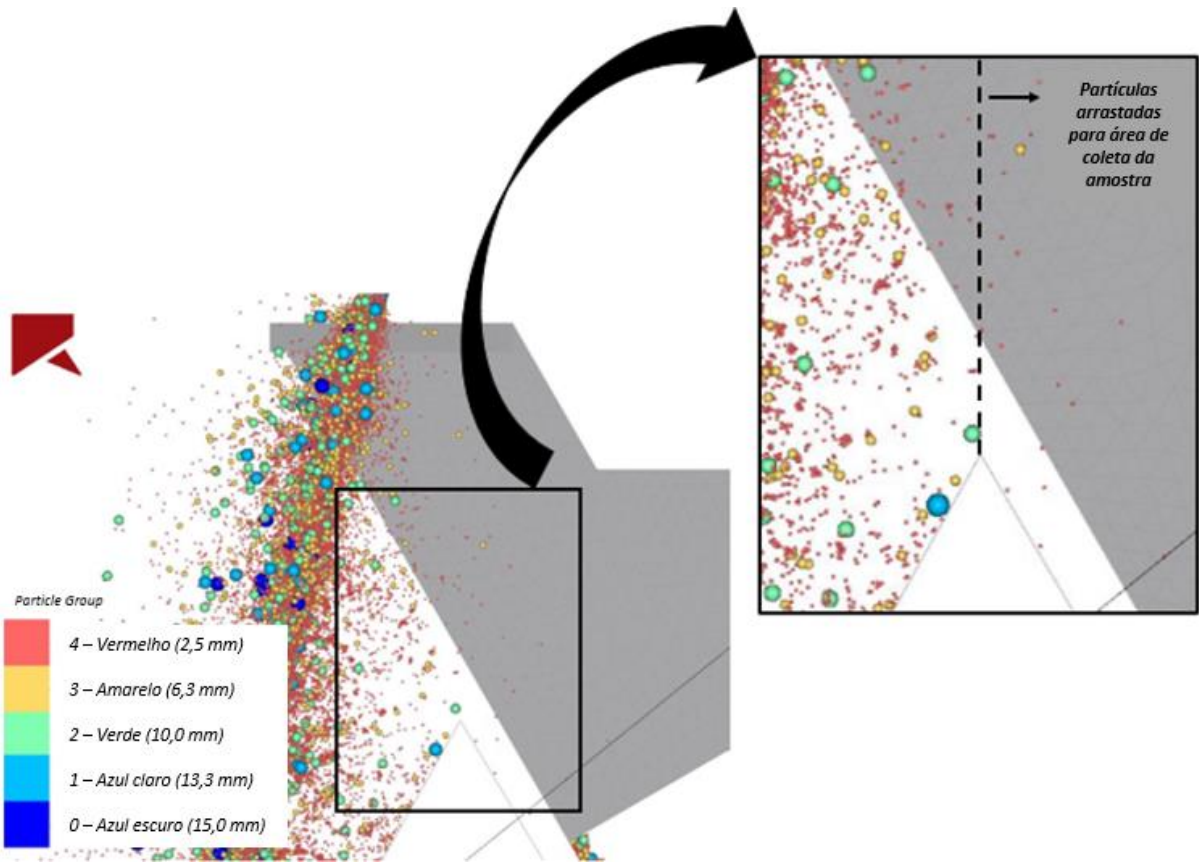 Partículas
arrastadas
para área de
coleta da
amostra
Particle Group
4 – Vermelho (2,5 mm)
3 – Amarelo (6,3 mm)
2 – Verde (10,0 mm)
1 – Azul claro (13,3 mm)
0 – Azul escuro (15,0 mm)